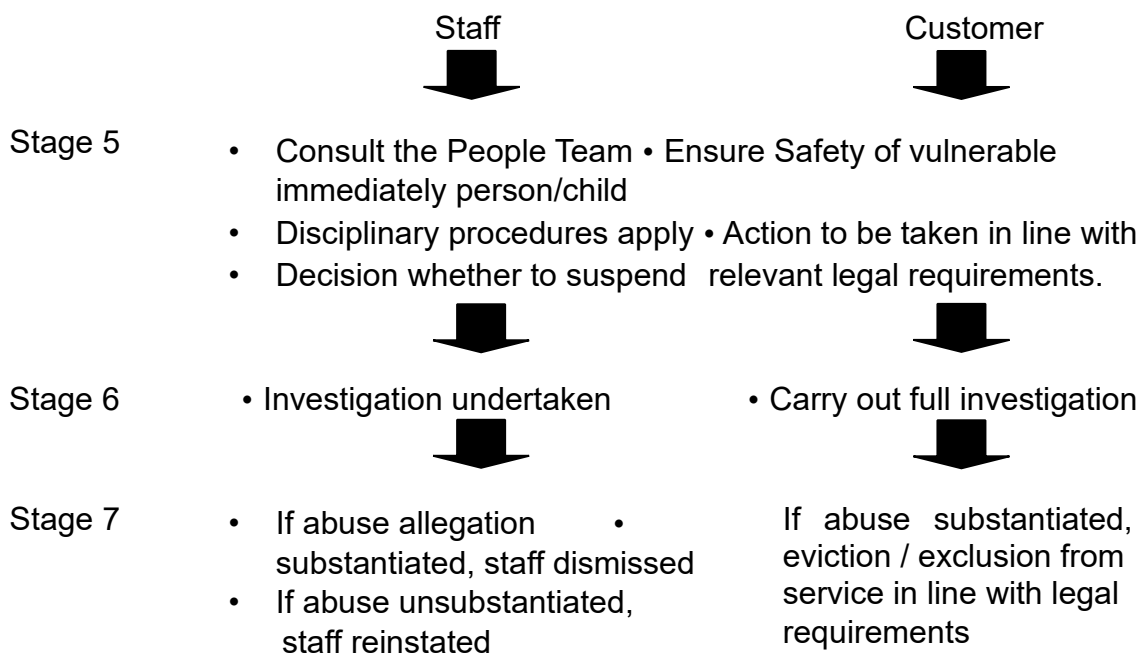 Staff Customer
Stage 5
• Consult the People Team • Ensure Safety of vulnerable
immediately person/child
• Disciplinary procedures apply • Action to be taken in line with
• Decision whether to suspend relevant legal requirements.
Stage 6 • Investigation undertaken • Carry out full investigation
Stage 7
• If abuse allegation •
substantiated, staff dismissed
• If abuse unsubstantiated,
staff reinstated
If abuse substantiated,
eviction / exclusion from
service in line with legal
requirements